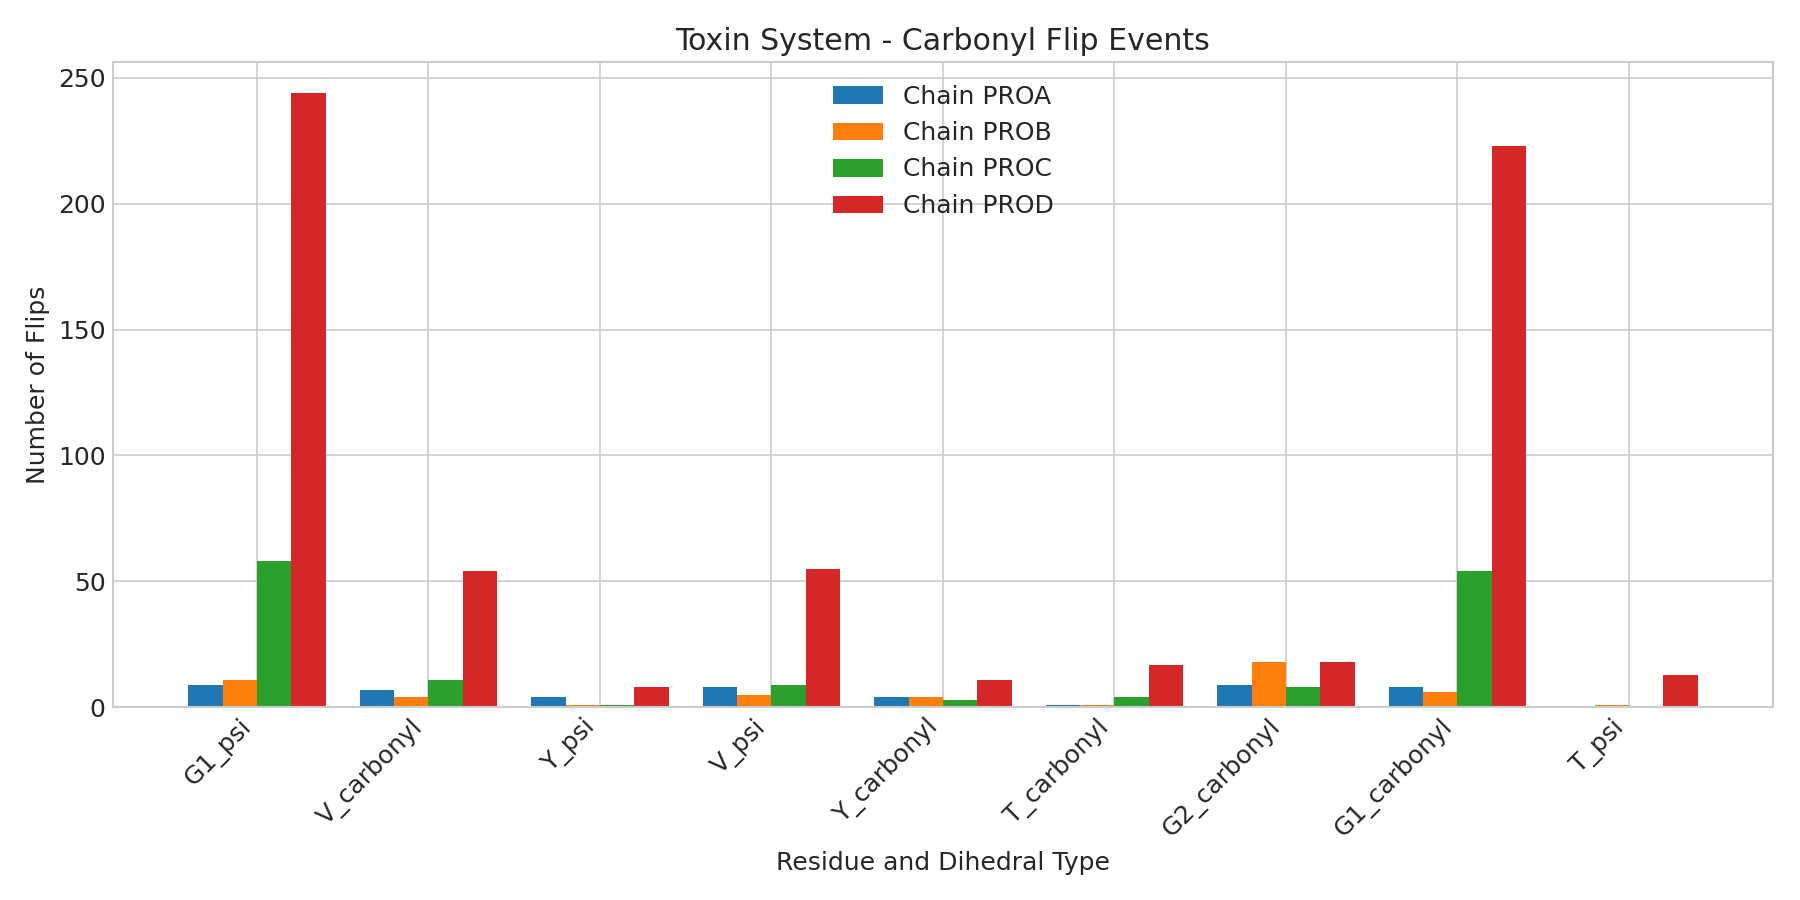 Toxin System - Carbonyl Flip Events
Chain PROA
Chain PROB
Chain PROC
Chain PROD
Number of Flips
250
200
150
100
50
0
G1_psi
V_carbonyl
Y_psi
V_psi
Y_carbonyl
T_carbonyl
G2_carbonyl
G1_carbonyl
T_psi
Residue and Dihedral Type